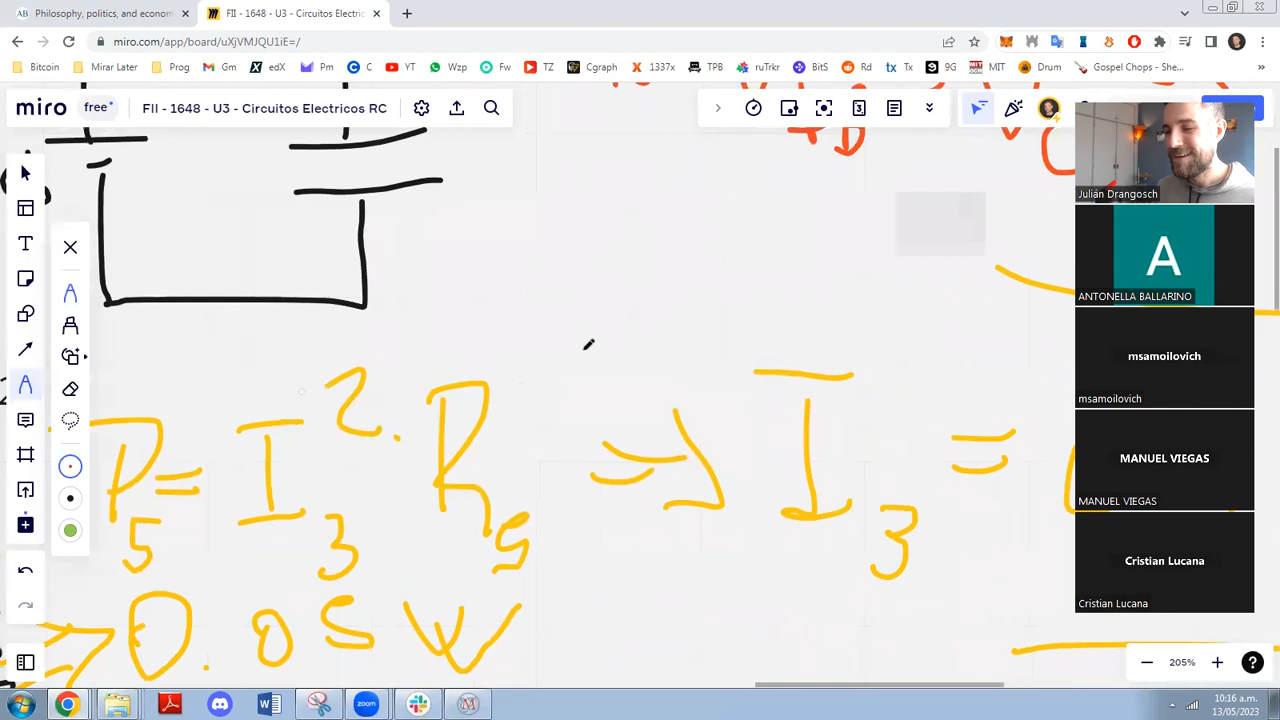 Philosophy, politics, and econom
FII - 1648 - U3 - Circuitos Electric
miro.com/app/board/uXjVMJQU1iE=/
Bitcoin
Mirar Later
Prog
Gm
edX
Pm
C
YT
Wzp
Fw
TZ
Cgraph
1337x
TPB
BitS
ruTrkr
Rd
Tx
9G
MIT
Drum
Gospel Chops - She...
miro
free
FII - 1648 - U3 - Circuitos Electricos RC
Julián Drangosch
A
ANTONELLA BALLARINO
msamoilovich
msamoilovich
MANUEL VIEGAS
MANUEL VIEGAS
Cristian Lucana
Cristian Lucana
P5 = I3^2 . R5 => I3 =
0.05 W
205%
zoom
10:16 a.m.
13/05/2023